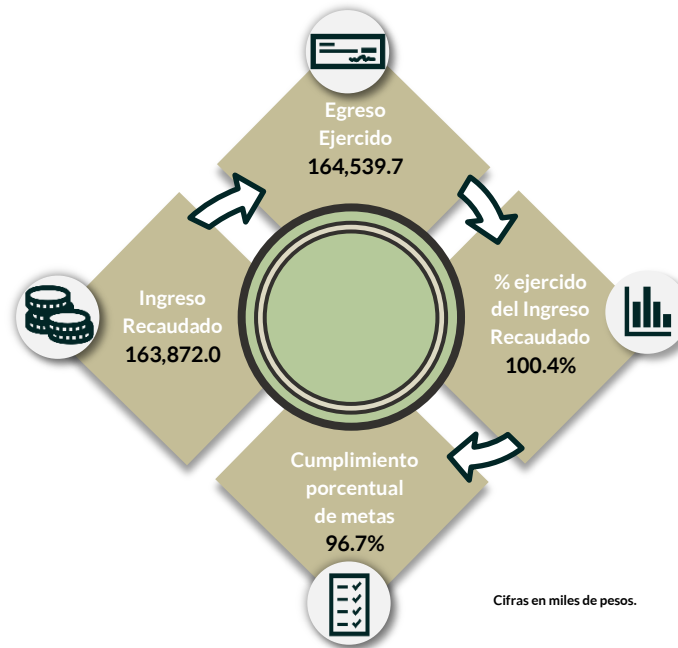 Egreso
Ejercido
164,539.7
Ingreso
Recaudado
163,872.0
% ejercido
del Ingreso
Recaudado
100.4%
Cumplimiento
porcentual
de metas
96.7%
Cifras en miles de pesos.